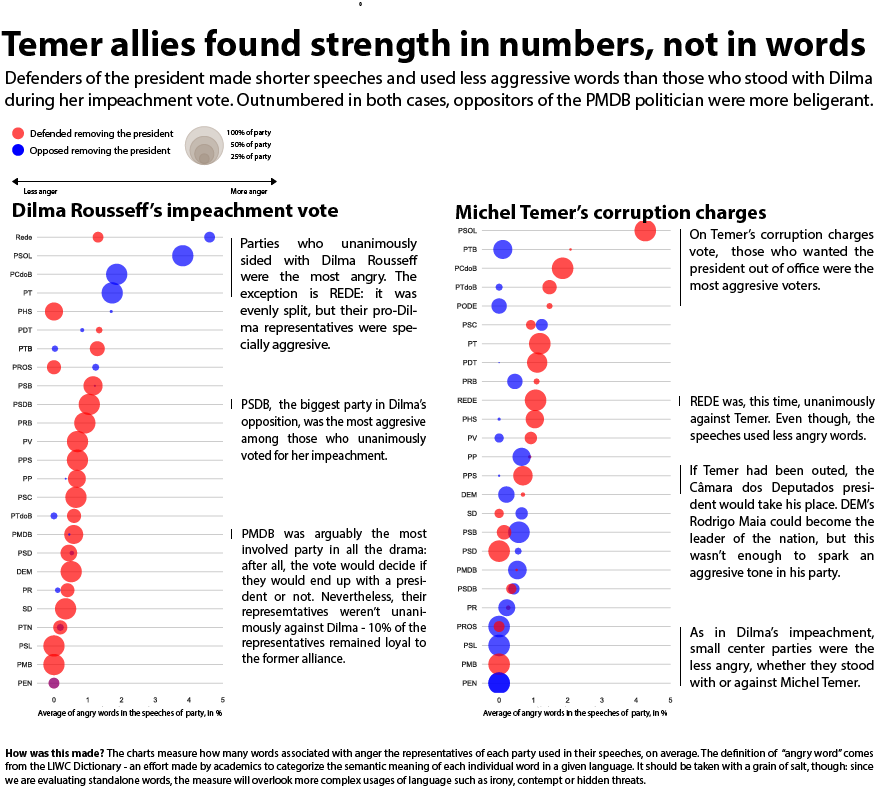 Temer allies found strength in numbers, not in words
Defenders of the president made shorter speeches and used less aggressive words than those who stood with Dilma
during her impeachment vote. Outnumbered in both cases, oppositors of the PMDB politician were more beligerant.
Defended removing the president
Opposed removing the president
100% of party
50% of party
25% of party
Less anger
More anger
Dilma Rousseff's impeachment vote
Rede
PSOL
PCdoB
PT
PHS
PDT
PTB
PROS
PSB
PSDB
PRB
PV
PPS
PP
PSC
PTdoB
PMDB
PSD
DEM
PR
SD
PTN
PSL
PMB
PEN
0 1 2 3 4 5
Average of angry words in the speeches of party, in %
Parties who unanimously
sided with Dilma Rousseff
were the most angry. The
exception is REDE: it was
evenly split, but their pro-Dil-
ma representatives were spe-
cially aggresive.
PSDB, the biggest party in Dilma's
opposition, was the most aggresive
among those who unanimously
voted for her impeachment.
PMDB was arguably the most
involved party in all the drama:
after all, the vote would decide if
they would end up with a presi-
dent or not. Nevertheless, their
represemtatives weren't unani-
mously against Dilma - 10% of the
representatives remained loyal to
the former alliance.
Michel Temer's corruption charges
PSOL
PTB
PCdoB
PTdoB
PODE
PSC
PT
PDT
PRB
REDE
PHS
PV
PP
PPS
DEM
SD
PSB
PSD
PMDB
PSDB
PR
PROS
PSL
PMB
PEN
0 1 2 3 4 5
Average of angry words in the speeches of party, in %
On Temer's corruption charges
vote, those who wanted the
president out of office were the
most aggresive voters.
REDE was, this time, unanimously
against Temer. Even though, the
speeches used less angry words.
If Temer had been outed, the
Câmara dos Deputados presi-
dent would take his place. DEM's
Rodrigo Maia could become the
leader of the nation, but this
wasn't enough to spark an
aggresive tone in his party.
As in Dilma's impeachment,
small center parties were the
less angry, whether they stood
with or against Michel Temer.
How was this made? The charts measure how many words associated with anger the representatives of each party used in their speeches, on average. The definition of "angry word" comes
from the LIWC Dictionary - an effort made by academics to categorize the semantic meaning of each individual word in a given language. It should be taken with a grain of salt, though: since
we are evaluating standalone words, the measure will overlook more complex usages of language such as irony, contempt or hidden threats.